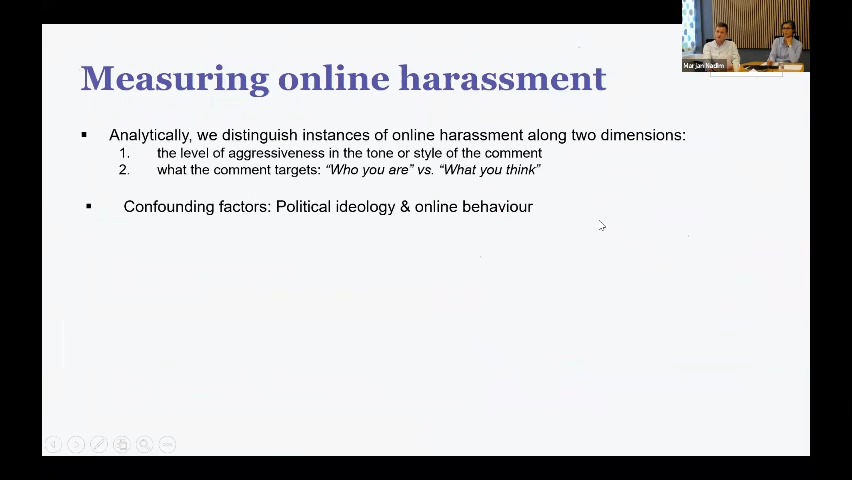 Measuring online harassment
▪ Analytically, we distinguish instances of online harassment along two dimensions:
1. the level of aggressiveness in the tone or style of the comment
2. what the comment targets: “Who you are” vs. “What you think”
▪ Confounding factors: Political ideology & online behaviour
Marjan Nadim